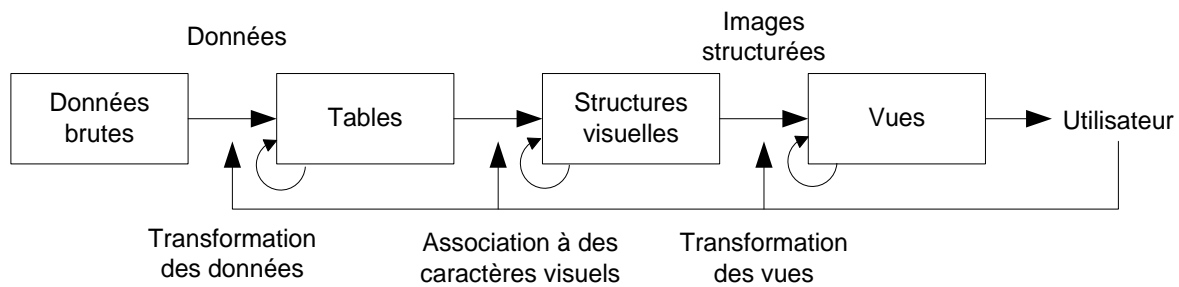 Données
Images
structurées
Données
brutes
Tables
Structures
visuelles
Vues
Utilisateur
Transformation
des données
Association à des
caractères visuels
Transformation
des vues